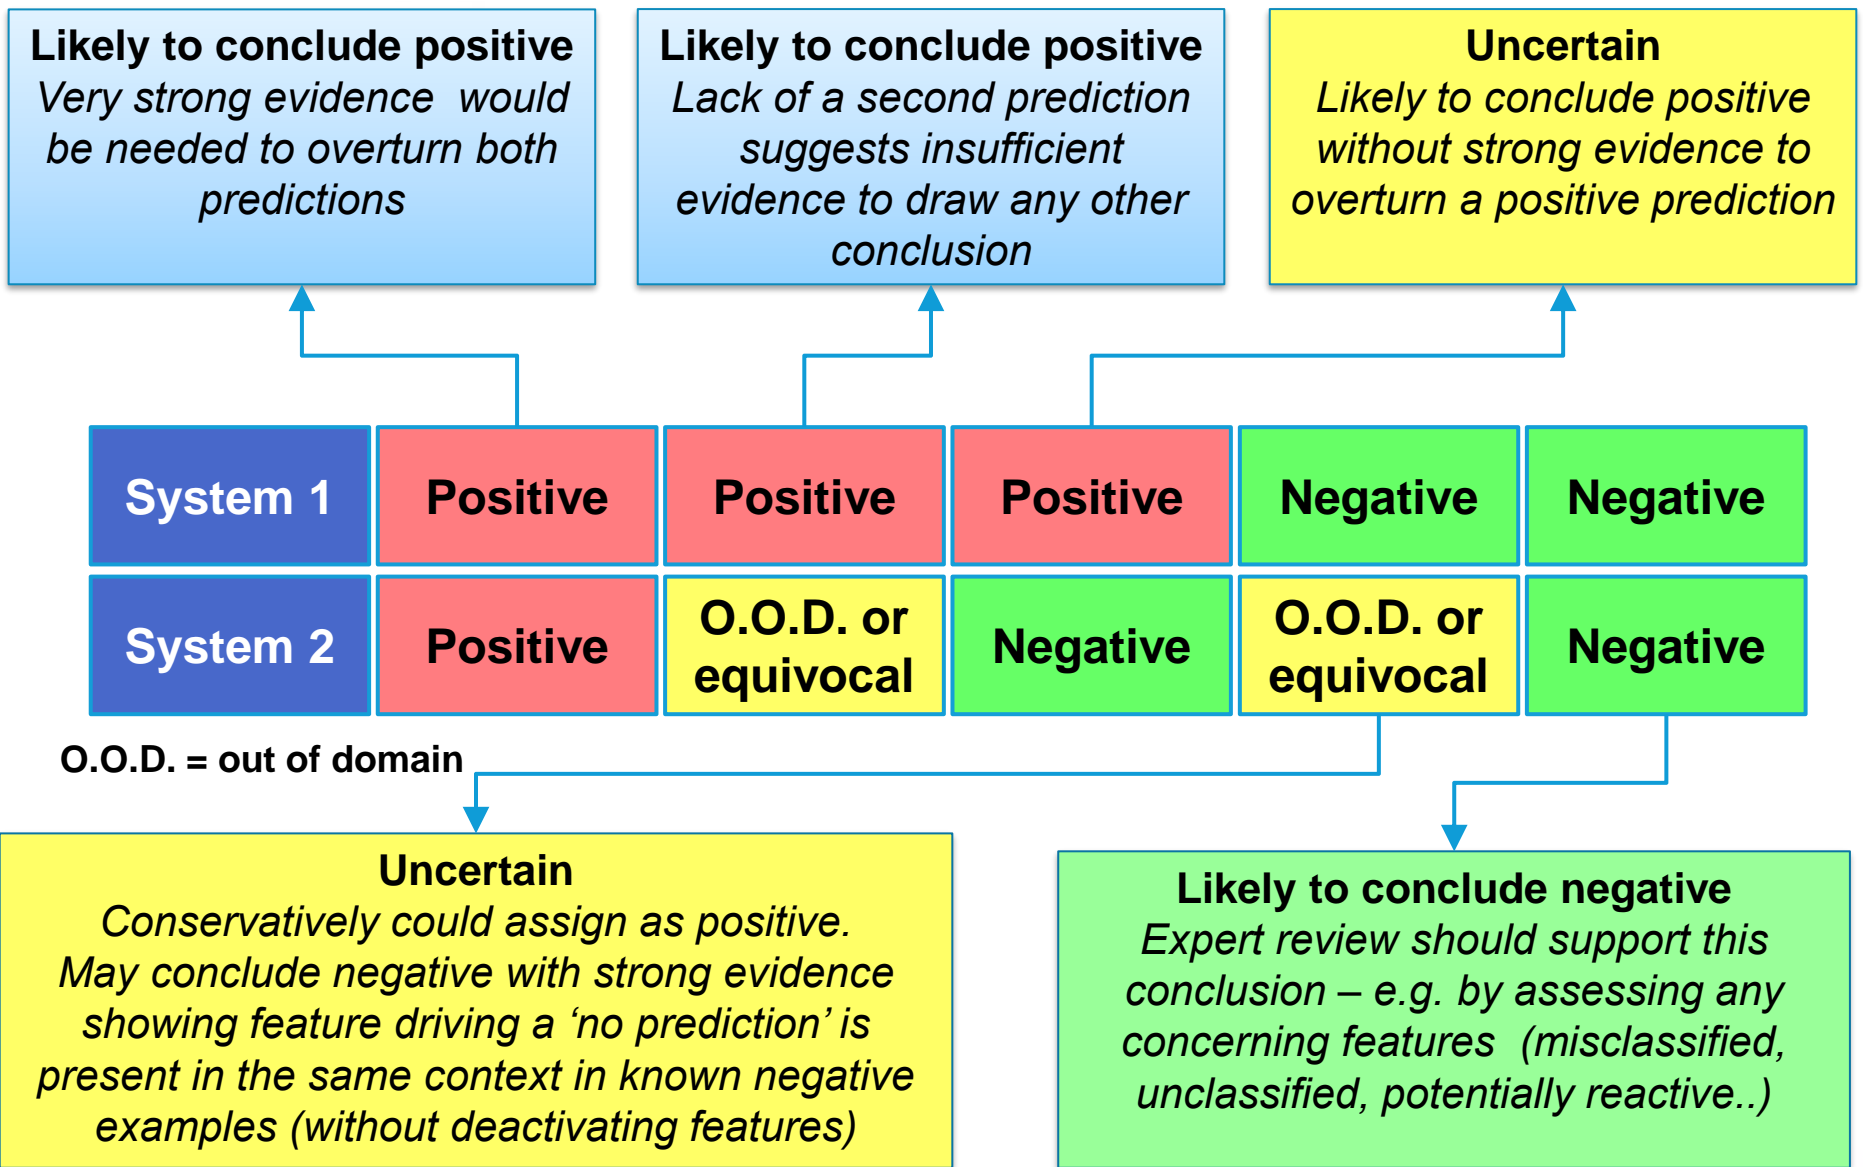 Likely to conclude positive
Very strong evidence would
be needed to overturn both
predictions
Likely to conclude positive
Lack of a second prediction
suggests insufficient
evidence to draw any other
conclusion
Uncertain
Likely to conclude positive
without strong evidence to
overturn a positive prediction
System 1
Positive
Positive
Positive
Negative
Negative
System 2
Positive
O.O.D. or
equivocal
Negative
O.O.D. or
equivocal
Negative
O.O.D. = out of domain
Uncertain
Conservatively could assign as positive.
May conclude negative with strong evidence
showing feature driving a ‘no prediction’ is
present in the same context in known negative
examples (without deactivating features)
Likely to conclude negative
Expert review should support this
conclusion – e.g. by assessing any
concerning features (misclassified,
unclassified, potentially reactive..)